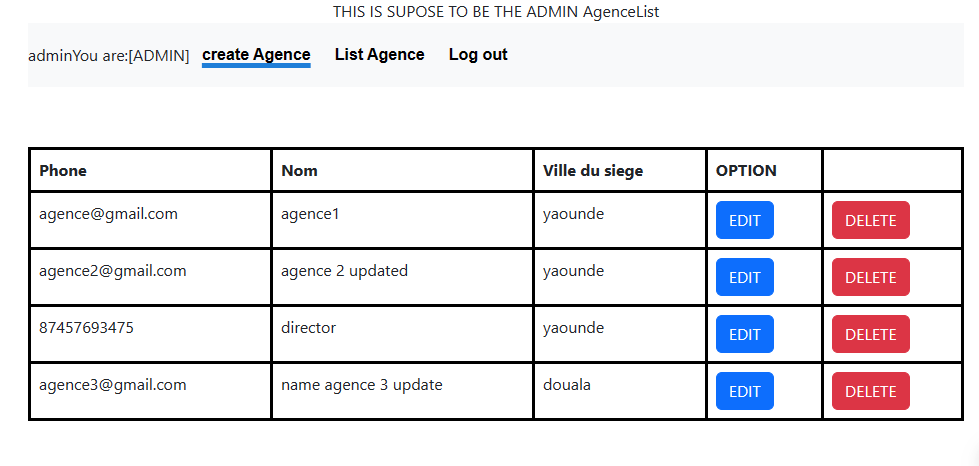 THIS IS SUPOSE TO BE THE ADMIN AgenceList
adminYou are:[ADMIN] create Agence List Agence Log out
Phone Nom Ville du siege OPTION
agence@gmail.com agence1 yaounde EDIT DELETE
agence2@gmail.com agence 2 updated yaounde EDIT DELETE
87457693475 director yaounde EDIT DELETE
agence3@gmail.com name agence 3 update douala EDIT DELETE